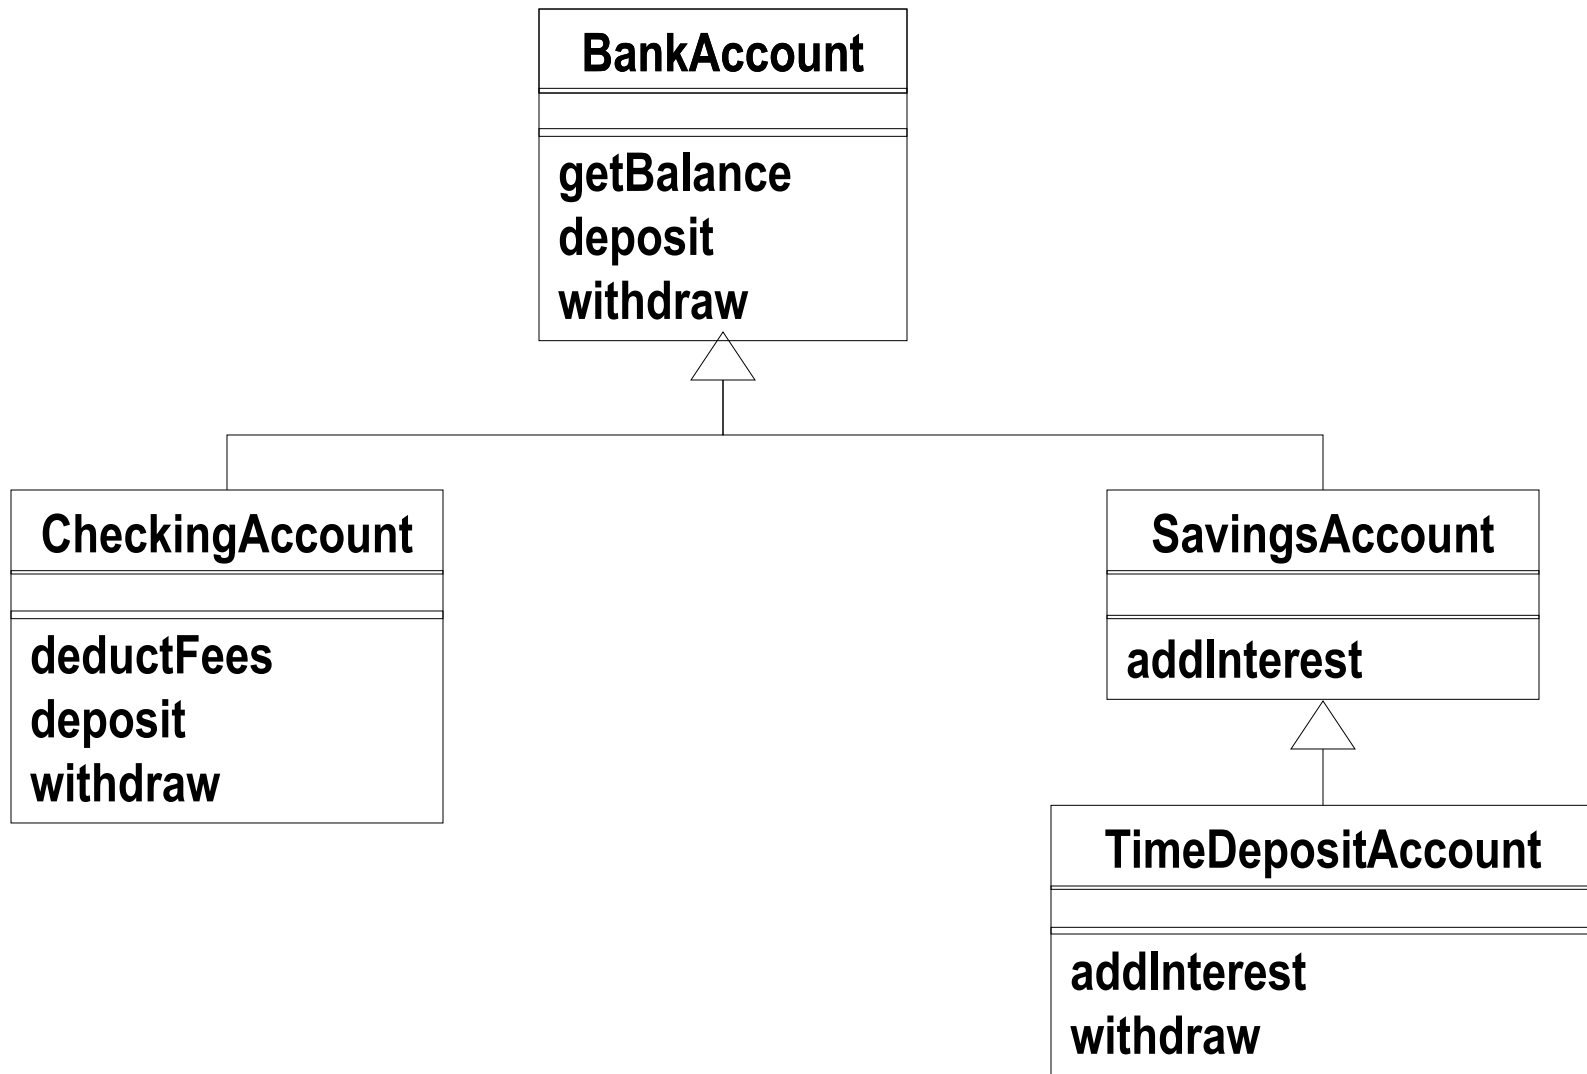 BankAccount
getBalance
deposit
withdraw
CheckingAccount
deductFees
deposit
withdraw
SavingsAccount
addInterest
TimeDepositAccount
addInterest
withdraw